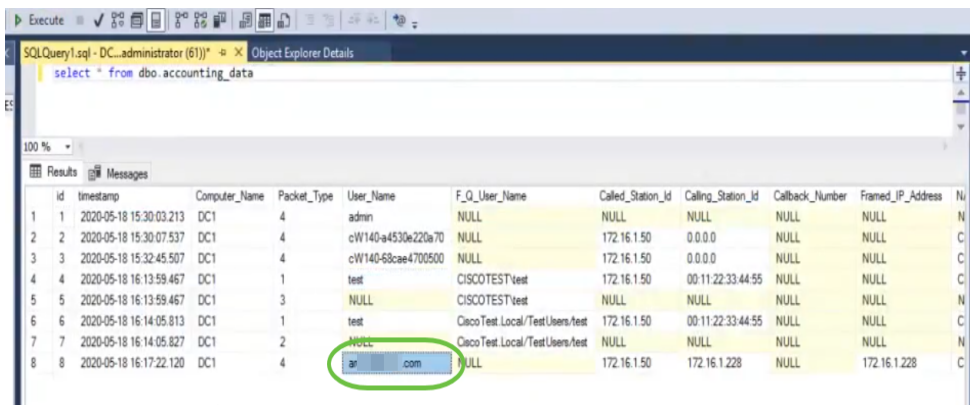 Execute
SQLQuery1.sql - DC...administrator (61))* Object Explorer Details
select * from dbo.accounting_data
ES
100 %
Results Messages
id timestamp Computer_Name Packet_Type User_Name F_Q_User_Name Called_Station_Id Calling_Station_Id Callback_Number Framed_IP_Address N
1 1 2020-05-18 15:30:03.213 DC1 4 admin NULL NULL NULL NULL NULL N
2 2 2020-05-18 15:30:07.537 DC1 4 cW140-a4530e220a70 NULL 172.16.1.50 0.0.0.0 NULL NULL C
3 3 2020-05-18 15:32:45.507 DC1 4 cW140-68cae4700500 NULL 172.16.1.50 0.0.0.0 NULL NULL C
4 4 2020-05-18 16:13:59.467 DC1 1 test CISCOTEST\test 172.16.1.50 00:11:22:33:44:55 NULL NULL C
5 5 2020-05-18 16:13:59.467 DC1 3 NULL CISCOTEST\test NULL NULL NULL NULL N
6 6 2020-05-18 16:14:05.813 DC1 1 test CiscoTest.Local/TestUsers/test 172.16.1.50 00:11:22:33:44:55 NULL NULL C
7 7 2020-05-18 16:14:05.827 DC1 2 NULL CiscoTest.Local/TestUsers/test NULL NULL NULL NULL N
8 8 2020-05-18 16:17:22.120 DC1 4 .com NULL 172.16.1.50 172.16.1.228 NULL 172.16.1.228 C